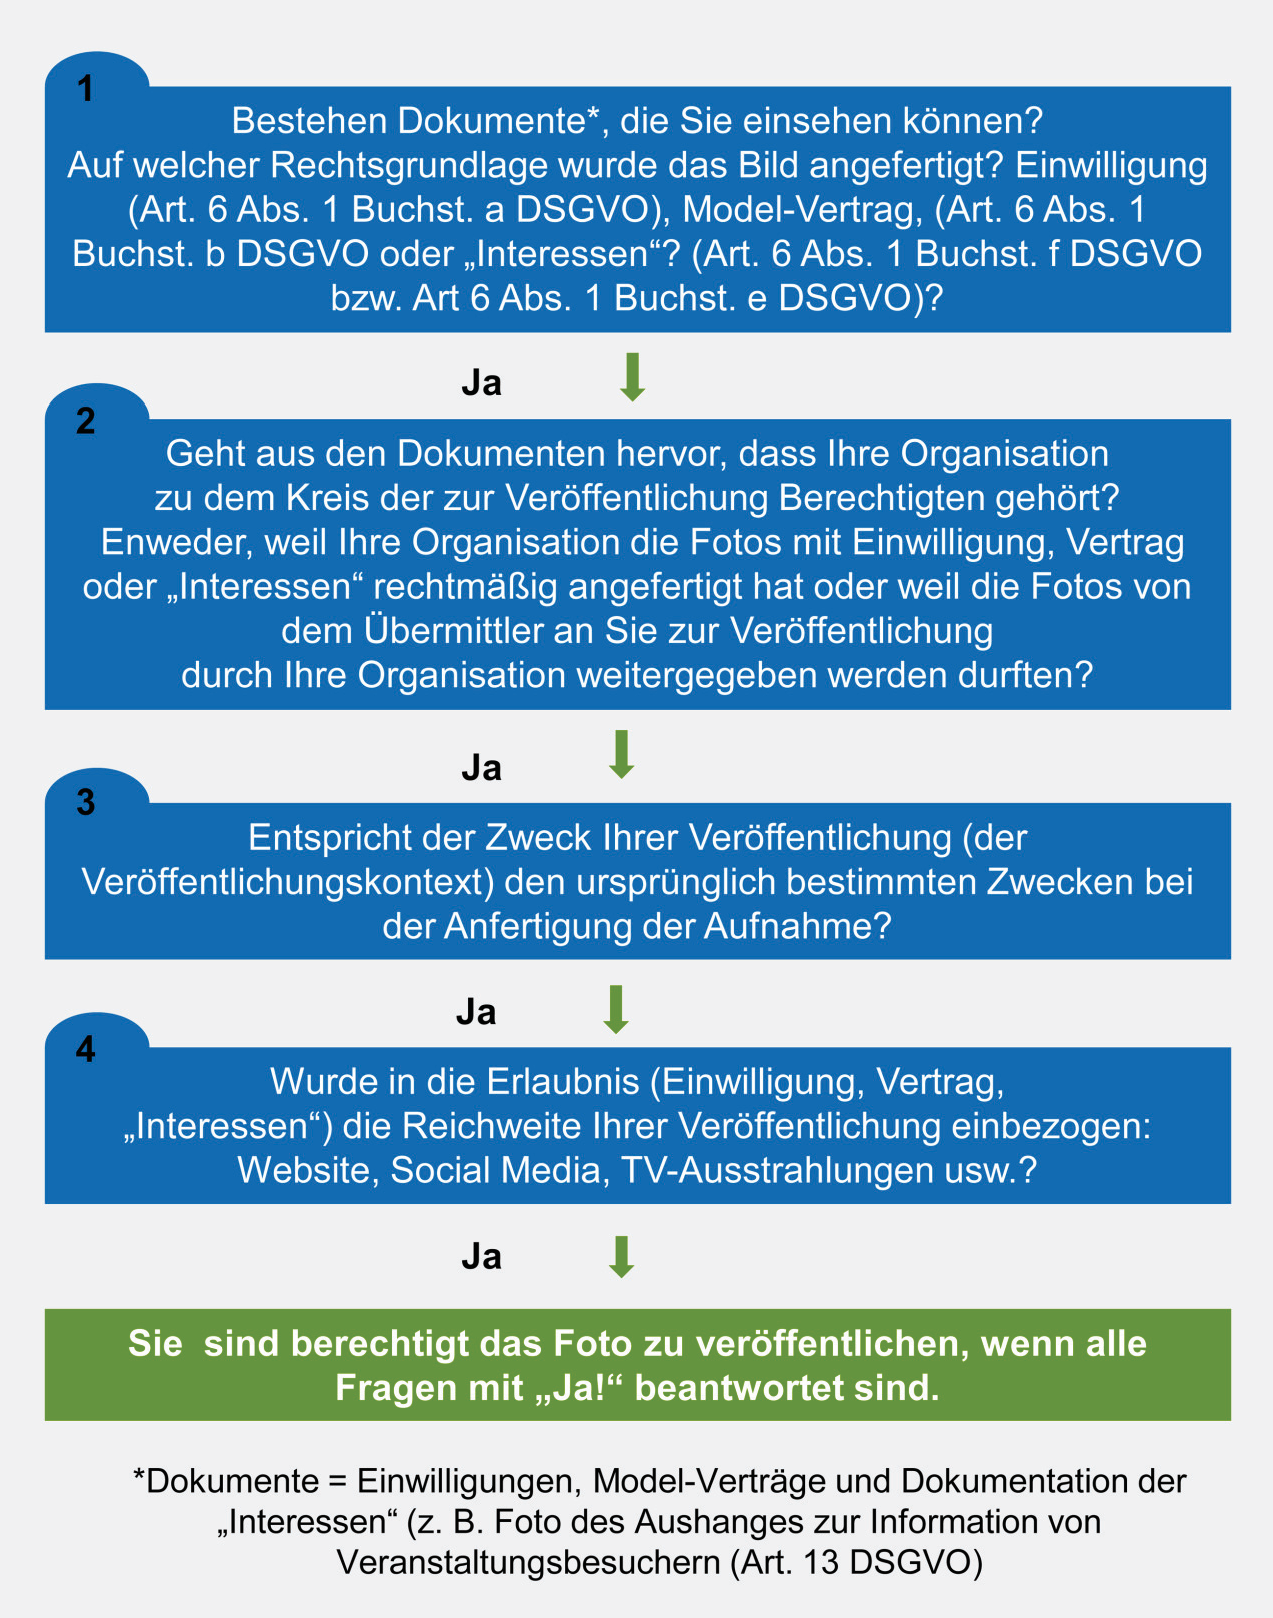 1
Bestehen Dokumente*, die Sie einsehen können?
Auf welcher Rechtsgrundlage wurde das Bild angefertigt? Einwilligung
(Art. 6 Abs. 1 Buchst. a DSGVO), Model-Vertrag, (Art. 6 Abs. 1
Buchst. b DSGVO oder „Interessen“? (Art. 6 Abs. 1 Buchst. f DSGVO
bzw. Art 6 Abs. 1 Buchst. e DSGVO)?
Ja
2
Geht aus den Dokumenten hervor, dass Ihre Organisation
zu dem Kreis der zur Veröffentlichung Berechtigten gehört?
Enweder, weil Ihre Organisation die Fotos mit Einwilligung, Vertrag
oder „Interessen“ rechtmäßig angefertigt hat oder weil die Fotos von
dem Übermittler an Sie zur Veröffentlichung
durch Ihre Organisation weitergegeben werden durften?
Ja
3
Entspricht der Zweck Ihrer Veröffentlichung (der
Veröffentlichungskontext) den ursprünglich bestimmten Zwecken bei
der Anfertigung der Aufnahme?
Ja
4
Wurde in die Erlaubnis (Einwilligung, Vertrag,
„Interessen“) die Reichweite Ihrer Veröffentlichung einbezogen:
Website, Social Media, TV-Ausstrahlungen usw.?
Ja
Sie sind berechtigt das Foto zu veröffentlichen, wenn alle
Fragen mit „Ja!“ beantwortet sind.
*Dokumente = Einwilligungen, Model-Verträge und Dokumentation der
„Interessen“ (z. B. Foto des Aushanges zur Information von
Veranstaltungsbesuchern (Art. 13 DSGVO)